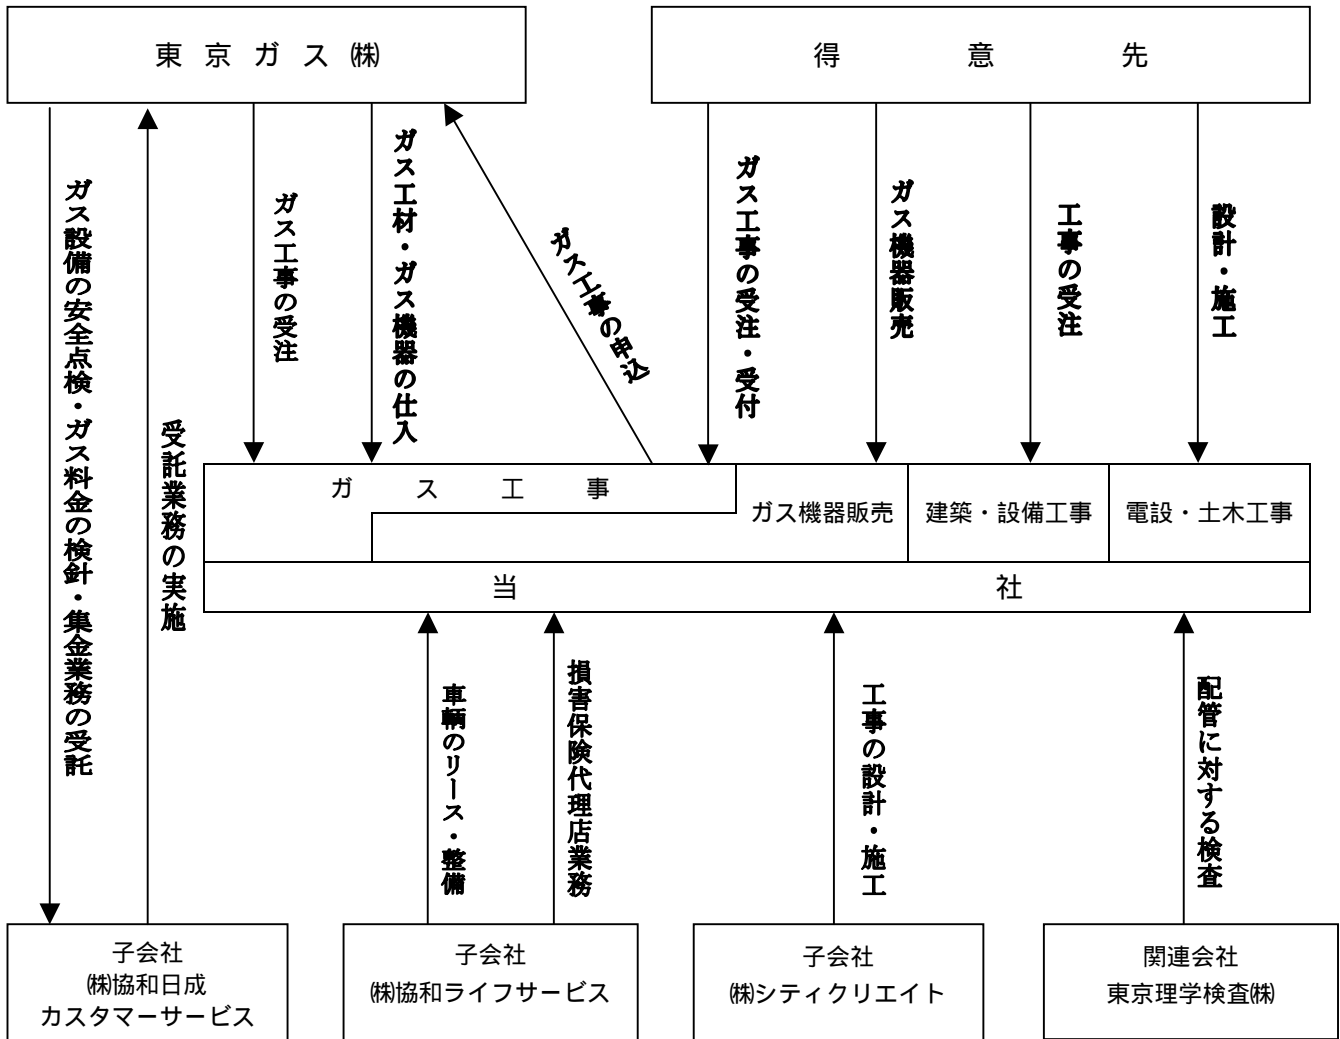 東京ガス㈱
得意先
ガス設備の安全点検・ガス料金の検針・集金業務の受託
受託業務の実施
ガス工事の受注
ガス工材・ガス機器の仕入
ガス工事の申込
ガス工事の受注・受付
ガス機器販売
工事の受注
設計・施工
ガス工事
ガス機器販売
建築・設備工事
電設・土木工事
当社
車輌のリース・整備
損害保険代理店業務
工事の設計・施工
配管に対する検査
子会社
㈱協和日成
カスタマーサービス
子会社
㈱協和ライフサービス
子会社
㈱シティクリエイト
関連会社
東京理学検査㈱